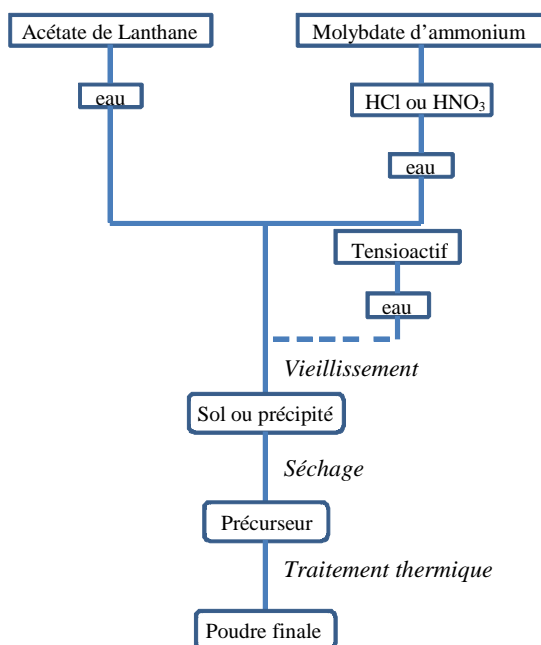 Acétate de Lanthane
Molybdate d'ammonium
eau
HCl ou HNO₃
eau
Tensioactif
eau
Vieillissement
Sol ou précipité
Séchage
Précurseur
Traitement thermique
Poudre finale